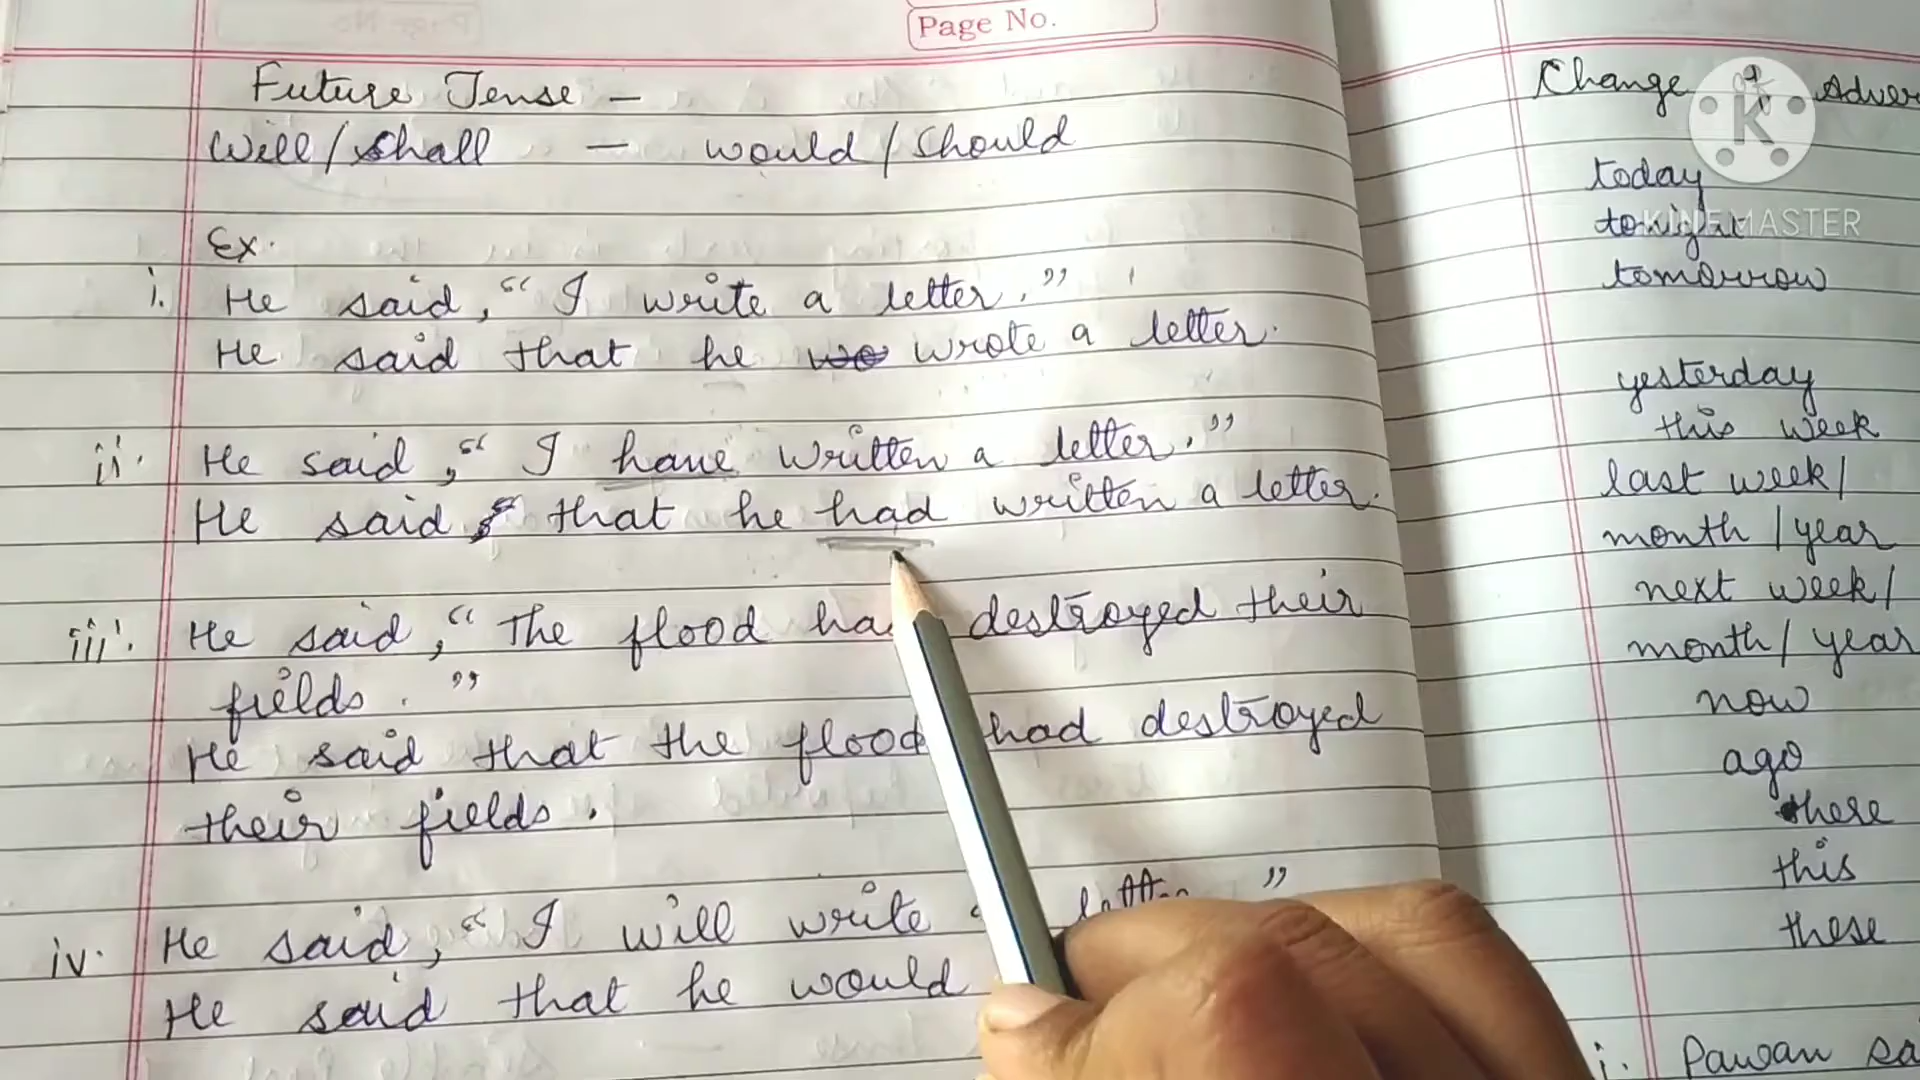 Page No.
Future Tense —
Will/shall — would/should
Ex.
i. He said, "I write a letter."
He said that he wrote a letter.
ii. He said, "I have written a letter."
He said that he had written a letter.
iii. He said, "The flood destroyed their
fields."
He said that the flood had destroyed
their fields.
iv. He said, "I will write letter"
He said that he would
Change
today
tonight
tomorrow
yesterday
this week
last week/
month/year
next week/
month/year
now
ago
this
these
i. Pawan
K
KINEMASTER